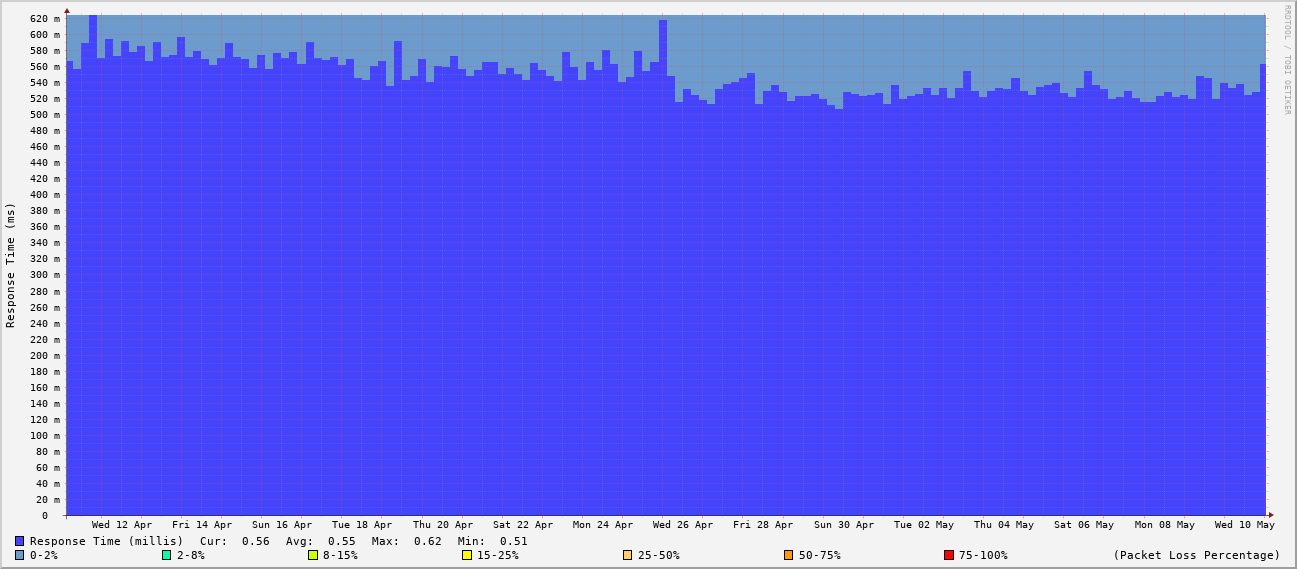 RRDTOOL / TOBI OETIKER
Response Time (ms)
620 m
600 m
580 m
560 m
540 m
520 m
500 m
480 m
460 m
440 m
420 m
400 m
380 m
360 m
340 m
320 m
300 m
280 m
260 m
240 m
220 m
200 m
180 m
160 m
140 m
120 m
100 m
80 m
60 m
40 m
20 m
0
Wed 12 Apr Fri 14 Apr Sun 16 Apr Tue 18 Apr Thu 20 Apr Sat 22 Apr Mon 24 Apr Wed 26 Apr Fri 28 Apr Sun 30 Apr Tue 02 May Thu 04 May Sat 06 May Mon 08 May Wed 10 May
Response Time (millis) Cur: 0.56 Avg: 0.55 Max: 0.62 Min: 0.51
0-2% 2-8% 8-15% 15-25% 25-50% 50-75% 75-100% (Packet Loss Percentage)